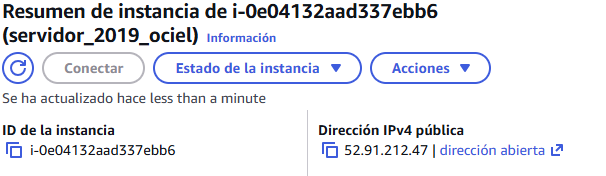 Resumen de instancia de i-0e04132aad337ebb6
(servidor_2019_ociel) Información
Conectar Estado de la instancia Acciones
Se ha actualizado hace less than a minute
ID de la instancia Dirección IPv4 pública
i-0e04132aad337ebb6 52.91.212.47 | dirección abierta